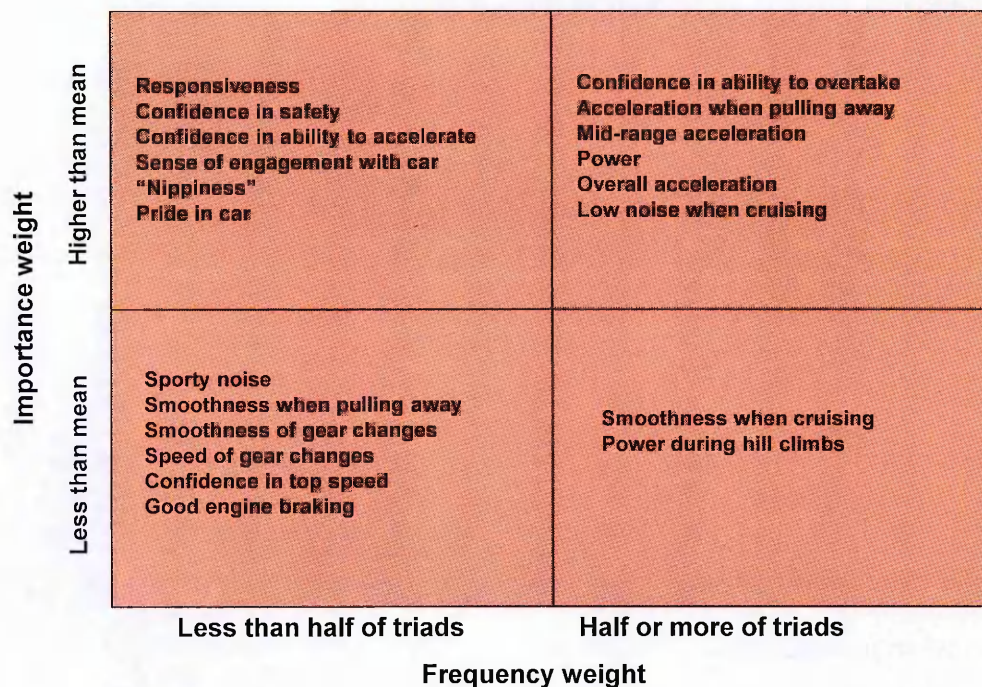 Importance weight
Higher than mean
Responsiveness
Confidence in safety
Confidence in ability to accelerate
Sense of engagement with car
“Nippiness”
Pride in car
Confidence in ability to overtake
Acceleration when pulling away
Mid-range acceleration
Power
Overall acceleration
Low noise when cruising
Less than mean
Sporty noise
Smoothness when pulling away
Smoothness of gear changes
Speed of gear changes
Confidence in top speed
Good engine braking
Smoothness when cruising
Power during hill climbs
Less than half of triads
Half or more of triads
Frequency weight